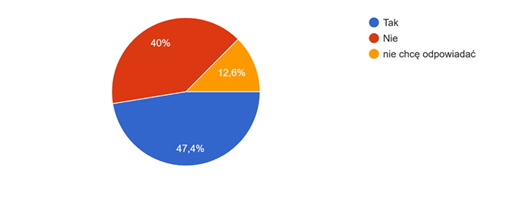 40%
12,6%
47,4%
Tak
Nie
nie chcę odpowiadać